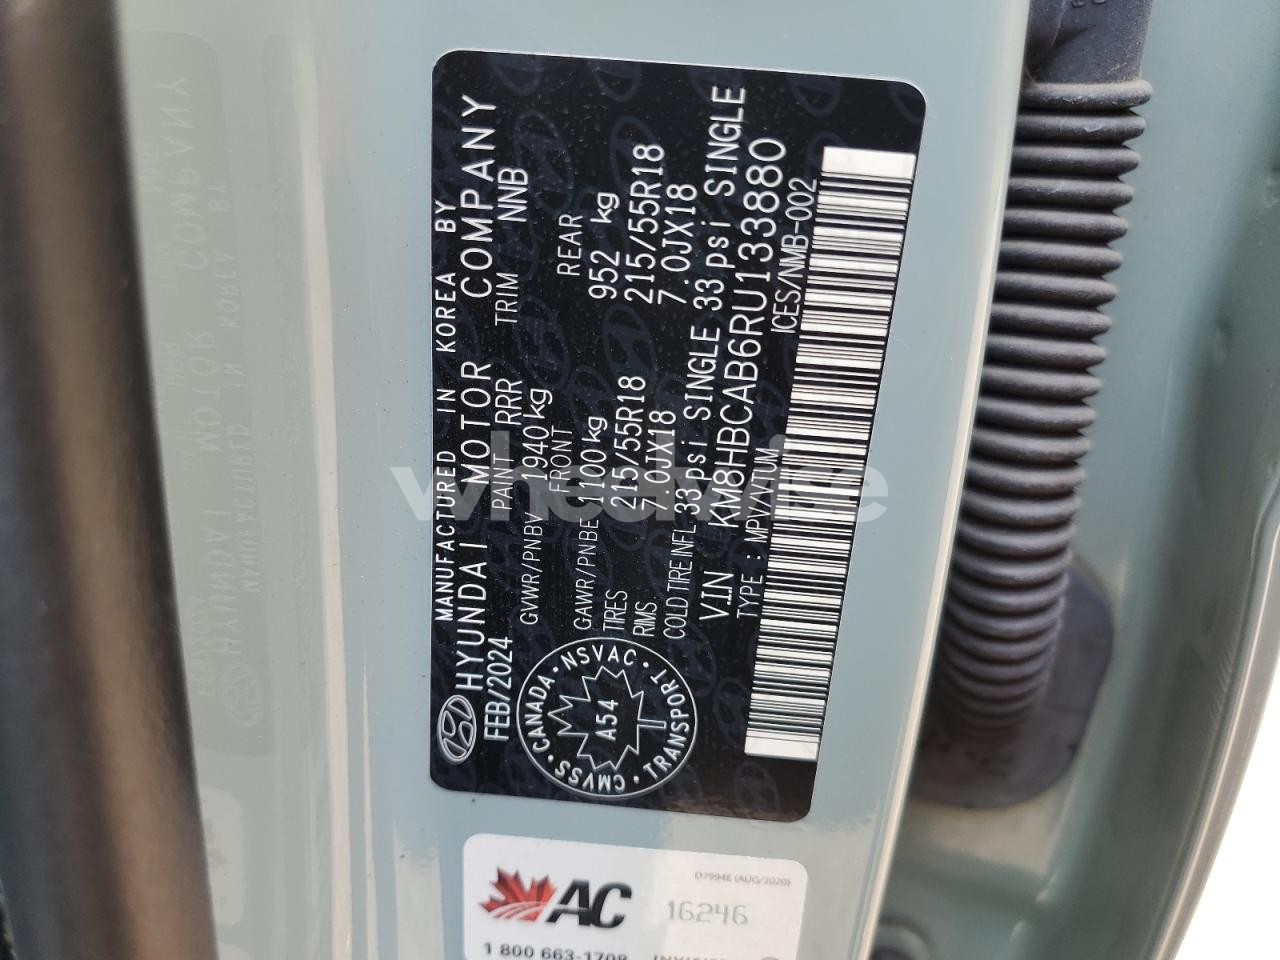 MANUFACTURED IN KOREA BY
HYUNDAI MOTOR COMPANY
FEB/2024 PAINT RRR TRIM NNB
GVWR/PNBV 1940 kg
FRONT REAR
GAWR/PNBE 1100 kg 952 kg
TIRES 215/55R18 215/55R18
RIMS 7.0JX18 7.0JX18
COLD TIRE INFL 33 psi SINGLE 33 psi SINGLE
VIN KM8HBCAB6RU133880
TYPE : MPV/VTUM ICES/NMB-002
CANADA · NSVAC ·
TRANSPORT · CMVSS ·
A54
wheelwise
AC
D7994E (AUG/2020)
16246
1 800 663-1708